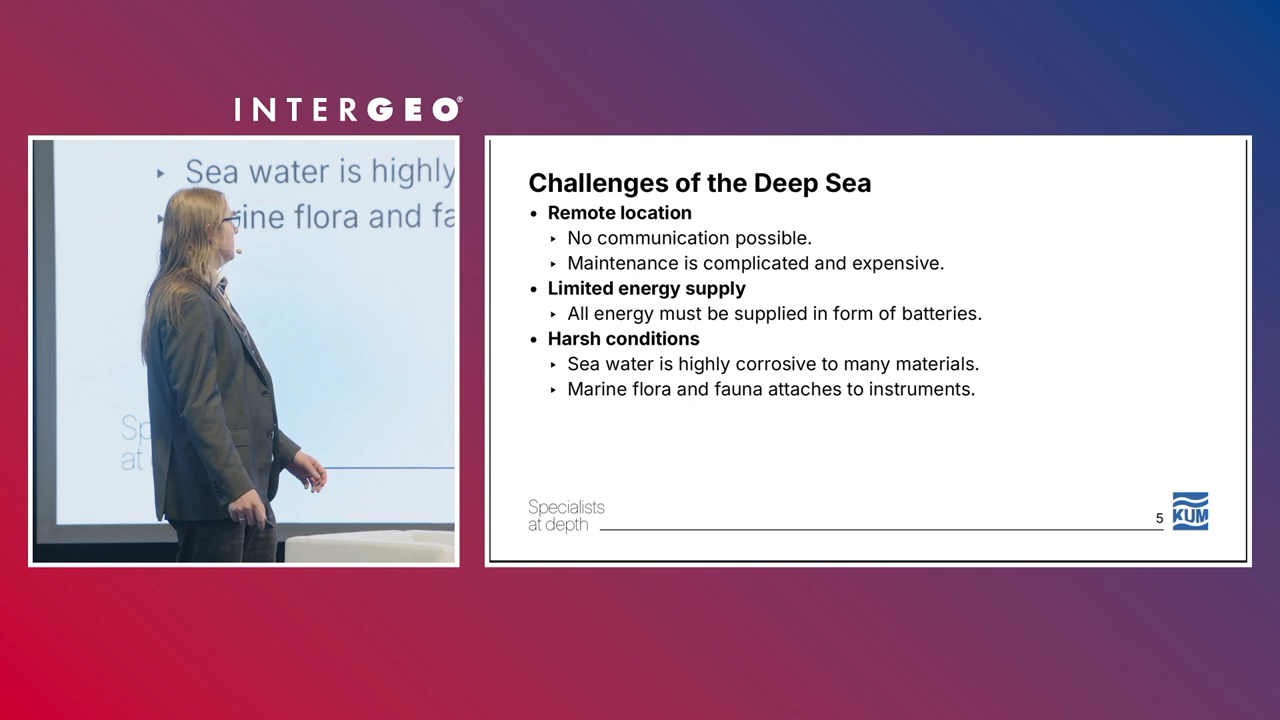 INTERGEO®
Sea water is highly
rine flora and fa
Sp
at
Challenges of the Deep Sea
• Remote location
‣ No communication possible.
‣ Maintenance is complicated and expensive.
• Limited energy supply
‣ All energy must be supplied in form of batteries.
• Harsh conditions
‣ Sea water is highly corrosive to many materials.
‣ Marine flora and fauna attaches to instruments.
Specialists
at depth
5
KUM